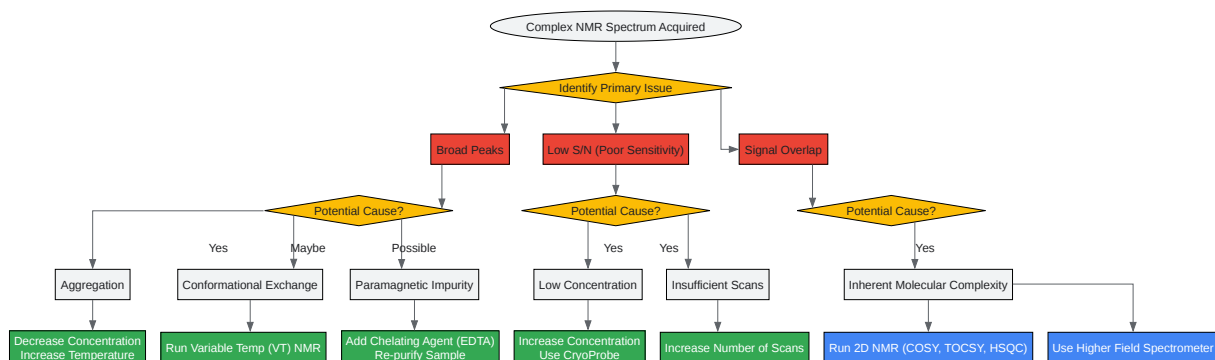 Complex NMR Spectrum Acquired
Identify Primary Issue
Broad Peaks
Low S/N (Poor Sensitivity)
Signal Overlap
Potential Cause?
Potential Cause?
Potential Cause?
Yes
Maybe
Possible
Yes
Yes
Yes
Aggregation
Conformational Exchange
Paramagnetic Impurity
Low Concentration
Insufficient Scans
Inherent Molecular Complexity
Decrease Concentration
Increase Temperature
Run Variable Temp (VT) NMR
Add Chelating Agent (EDTA)
Re-purify Sample
Increase Concentration
Use CryoProbe
Increase Number of Scans
Run 2D NMR (COSY, TOCSY, HSQC)
Use Higher Field Spectrometer